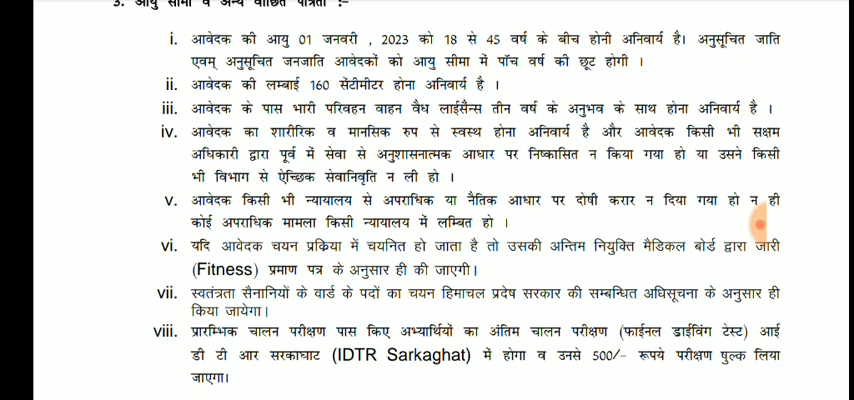 3. आयु सीमा व अन्य वांछित पात्रता :–
i. आवेदक की आयु 01 जनवरी , 2023 को 18 से 45 वर्ष के बीच होनी अनिवार्य है। अनुसूचित जाति
एवम् अनुसूचित जनजाति आवेदकों को आयु सीमा में पॉच वर्ष की छूट होगी ।
ii. आवेदक की लम्बाई 160 सेंटीमीटर होना अनिवार्य है ।
iii. आवेदक के पास भारी परिवहन वाहन वैध लाईसैन्स तीन वर्ष के अनुभव के साथ होना अनिवार्य है ।
iv. आवेदक का शारीरिक व मानसिक रुप से स्वस्थ होना अनिवार्य है और आवेदक किसी भी सक्षम
अधिकारी द्वारा पूर्व में सेवा से अनुशासनात्मक आधार पर निष्कासित न किया गया हो या उसने किसी
भी विभाग से ऐच्छिक सेवानिवृति न ली हो ।
v. आवेदक किसी भी न्यायालय से अपराधिक या नैतिक आधार पर दोषी करार न दिया गया हो न ही
कोई अपराधिक मामला किसी न्यायालय में लम्बित हो ।
vi. यदि आवेदक चयन प्रक्रिया में चयनित हो जाता है तो उसकी अन्तिम नियुक्ति मैडिकल बोर्ड द्वारा जारी
(Fitness) प्रमाण पत्र के अनुसार ही की जाएगी।
vii. स्वतंत्रता सैनानियों के वार्ड के पदों का चयन हिमाचल प्रदेष सरकार की सम्बन्धित अधिसूचना के अनुसार ही
किया जायेगा।
viii. प्रारम्भिक चालन परीक्षण पास किए अभ्यार्थियों का अंतिम चालन परीक्षण (फाईनल डाईविंग टेस्ट) आई
डी टी आर सरकाघाट (IDTR Sarkaghat) में होगा व उनसे 500/– रूपये परीक्षण षुल्क लिया
जाएगा।